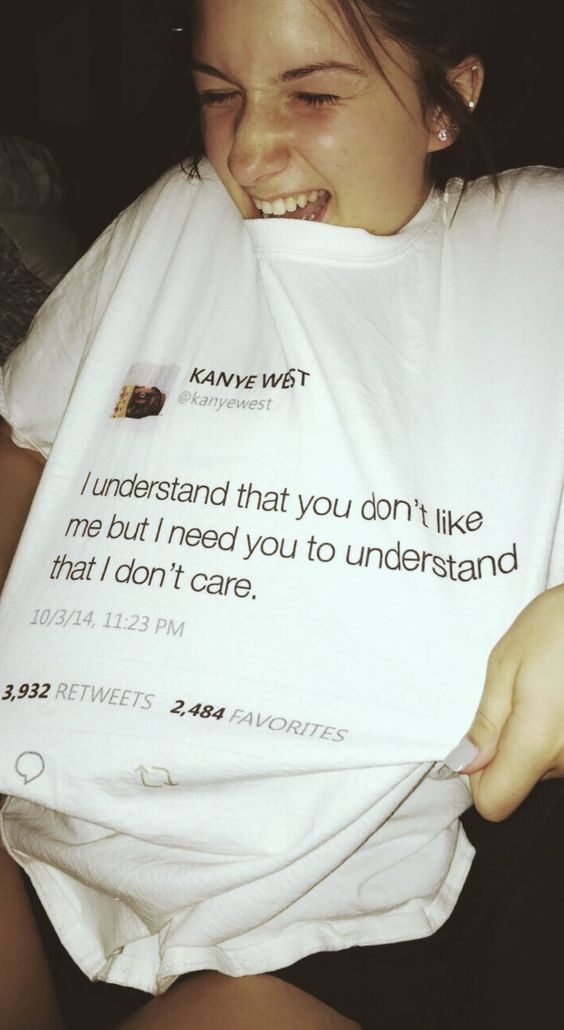 KANYE WEST
@kanyewest
I understand that you don't like
me but I need you to understand
that I don't care.
10/3/14, 11:23 PM
3,932 RETWEETS 2,484 FAVORITES